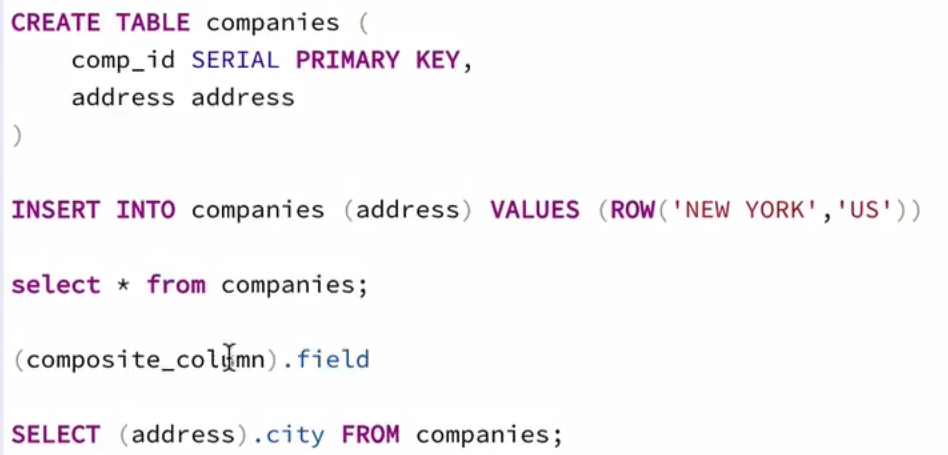 CREATE TABLE companies (
comp_id SERIAL PRIMARY KEY,
address address
)
INSERT INTO companies (address) VALUES (ROW('NEW YORK','US'))
select * from companies;
(composite_column).field
SELECT (address).city FROM companies;